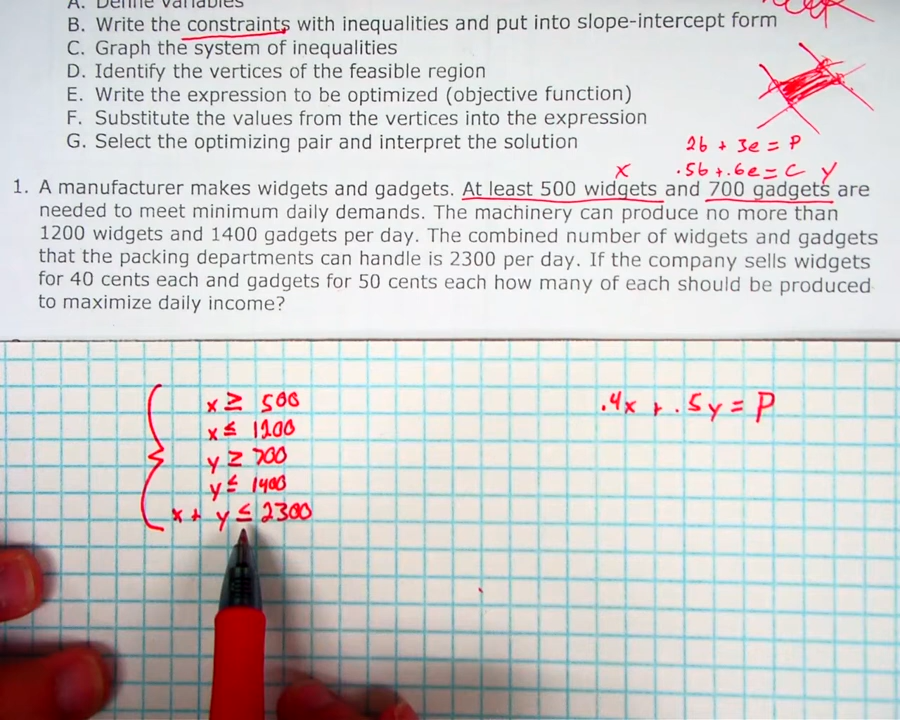 A. Define variables
B. Write the constraints with inequalities and put into slope-intercept form
C. Graph the system of inequalities
D. Identify the vertices of the feasible region
E. Write the expression to be optimized (objective function)
F. Substitute the values from the vertices into the expression
G. Select the optimizing pair and interpret the solution
2b + 3e = P
.5b + .6e = C
x y
1. A manufacturer makes widgets and gadgets. At least 500 widgets and 700 gadgets are
needed to meet minimum daily demands. The machinery can produce no more than
1200 widgets and 1400 gadgets per day. The combined number of widgets and gadgets
that the packing departments can handle is 2300 per day. If the company sells widgets
for 40 cents each and gadgets for 50 cents each how many of each should be produced
to maximize daily income?
x ≥ 500
x ≤ 1200
y ≥ 700
y ≤ 1400
x + y ≤ 2300
.4x + .5y = P